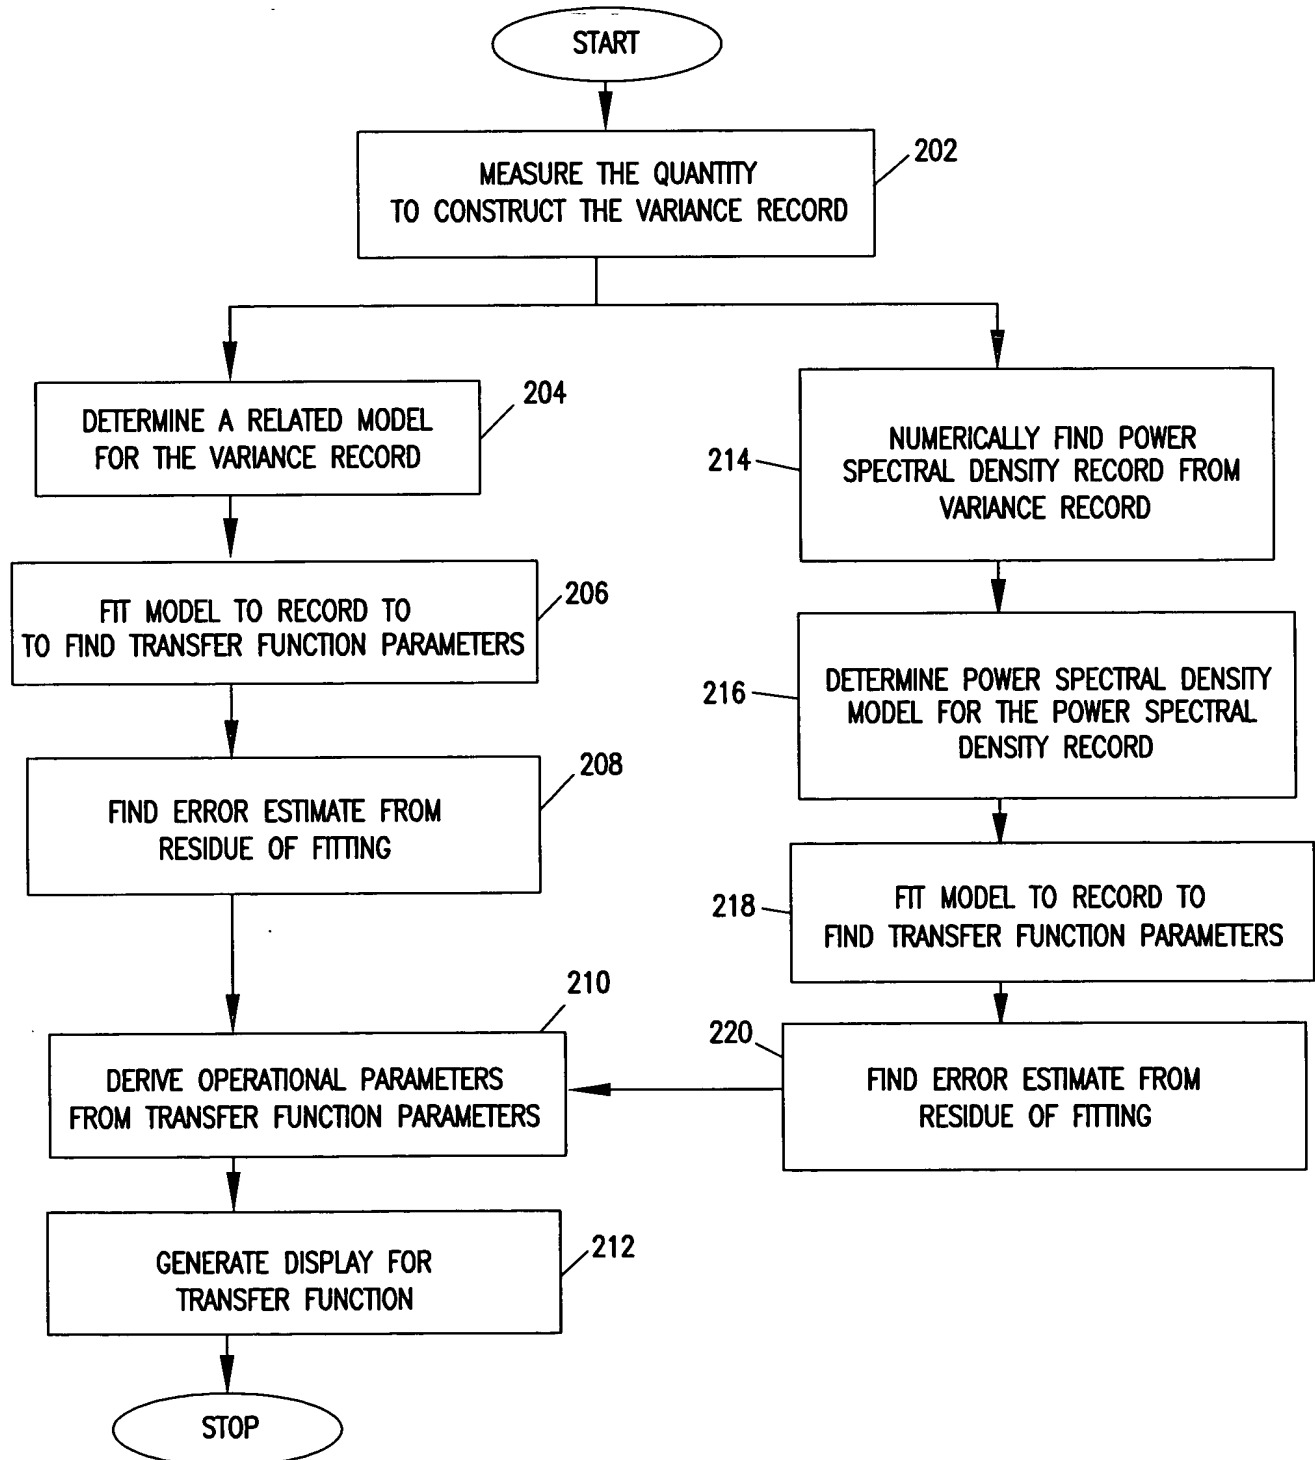 START
MEASURE THE QUANTITY
TO CONSTRUCT THE VARIANCE RECORD
202
DETERMINE A RELATED MODEL
FOR THE VARIANCE RECORD
204
FIT MODEL TO RECORD TO
TO FIND TRANSFER FUNCTION PARAMETERS
206
FIND ERROR ESTIMATE FROM
RESIDUE OF FITTING
208
214
NUMERICALLY FIND POWER
SPECTRAL DENSITY RECORD FROM
VARIANCE RECORD
216
DETERMINE POWER SPECTRAL DENSITY
MODEL FOR THE POWER SPECTRAL
DENSITY RECORD
218
FIT MODEL TO RECORD TO
FIND TRANSFER FUNCTION PARAMETERS
220
FIND ERROR ESTIMATE FROM
RESIDUE OF FITTING
210
DERIVE OPERATIONAL PARAMETERS
FROM TRANSFER FUNCTION PARAMETERS
GENERATE DISPLAY FOR
TRANSFER FUNCTION
212
STOP